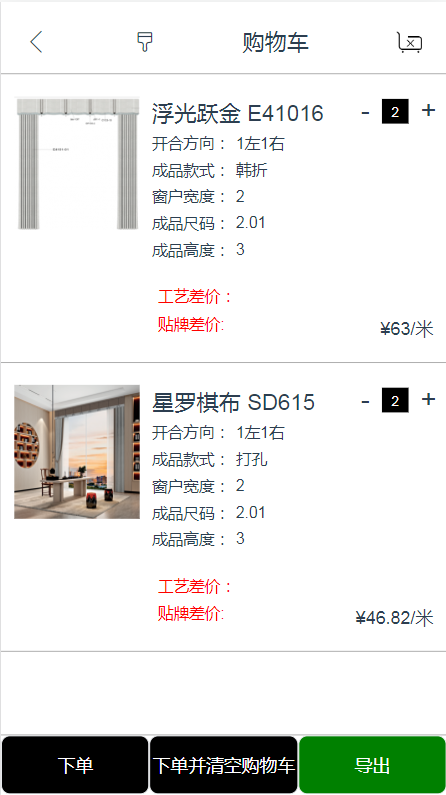 购物车
浮光跃金 E41016
- 2 +
开合方向： 1左1右
成品款式： 韩折
窗户宽度： 2
成品尺码： 2.01
成品高度： 3
工艺差价：
贴牌差价:
¥63/米
星罗棋布 SD615
- 2 +
开合方向： 1左1右
成品款式： 打孔
窗户宽度： 2
成品尺码： 2.01
成品高度： 3
工艺差价：
贴牌差价:
¥46.82/米
下单
下单并清空购物车
导出